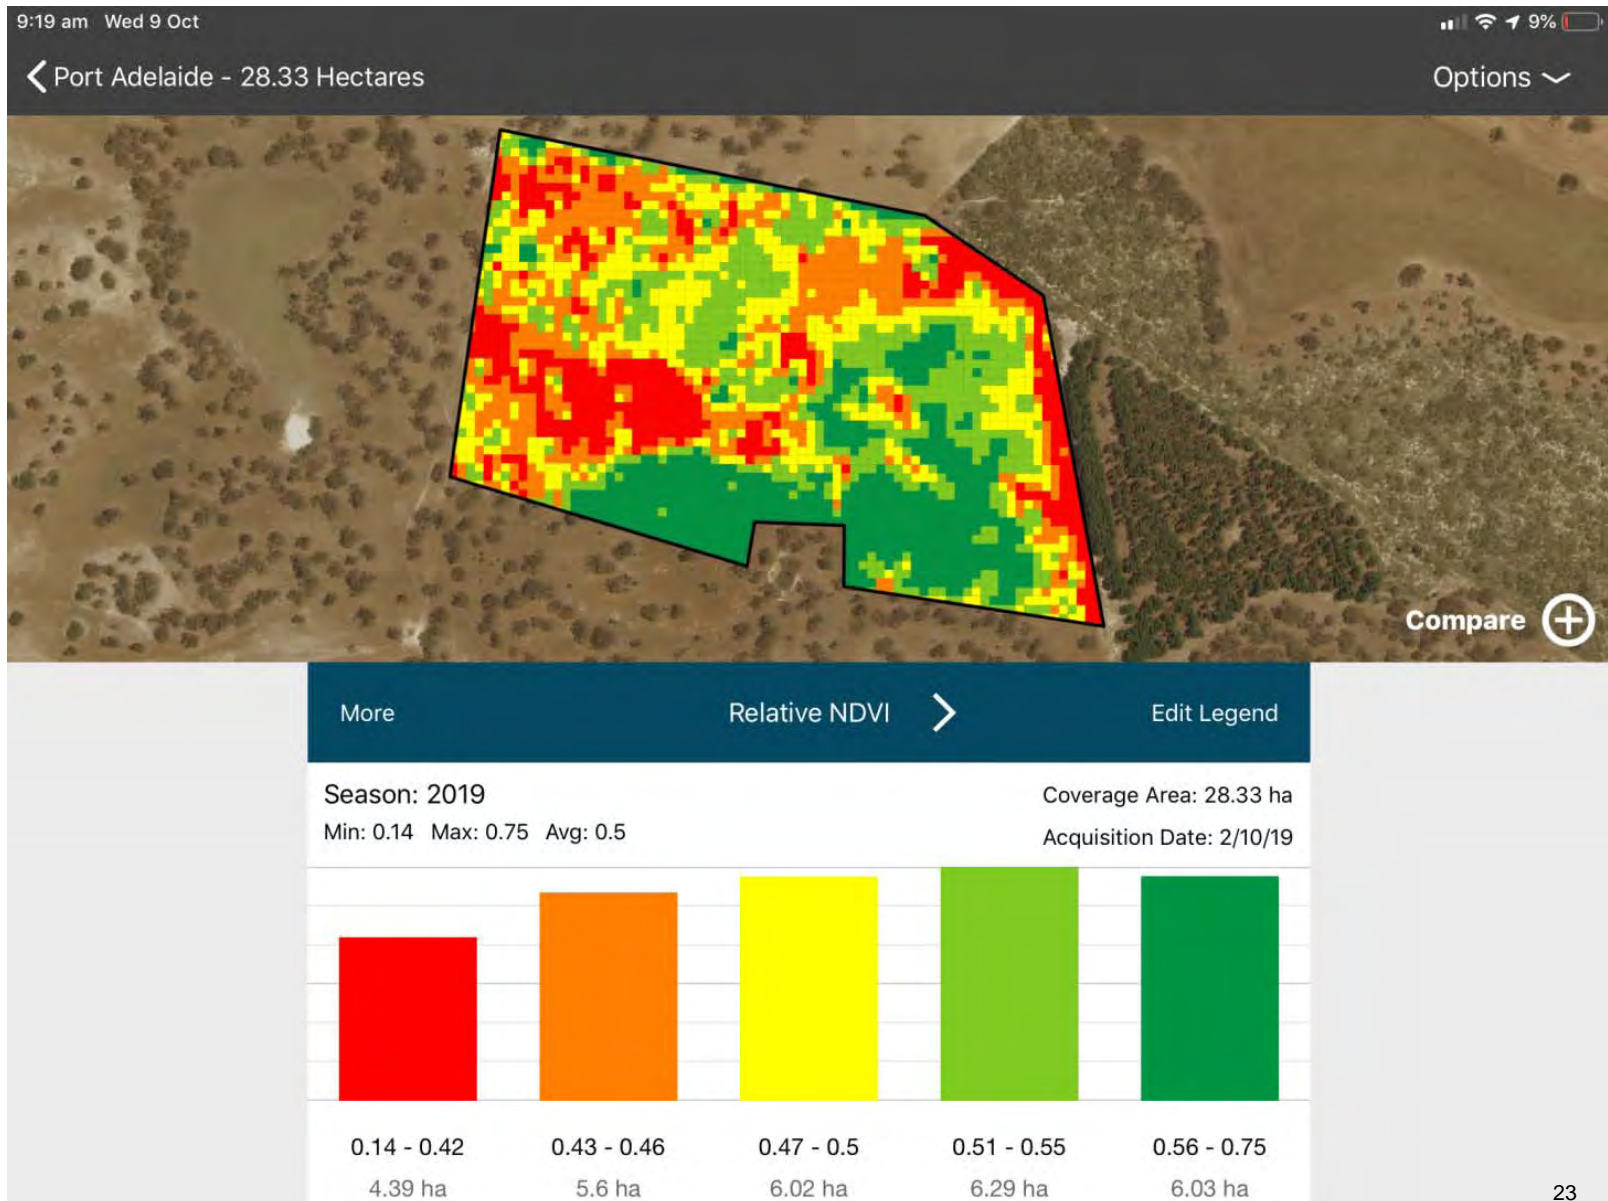 9:19 am Wed 9 Oct 9%
Port Adelaide - 28.33 Hectares Options
Compare
More Relative NDVI Edit Legend
Season: 2019 Coverage Area: 28.33 ha
Min: 0.14 Max: 0.75 Avg: 0.5 Acquisition Date: 2/10/19
0.14 - 0.42 0.43 - 0.46 0.47 - 0.5 0.51 - 0.55 0.56 - 0.75
4.39 ha 5.6 ha 6.02 ha 6.29 ha 6.03 ha
23